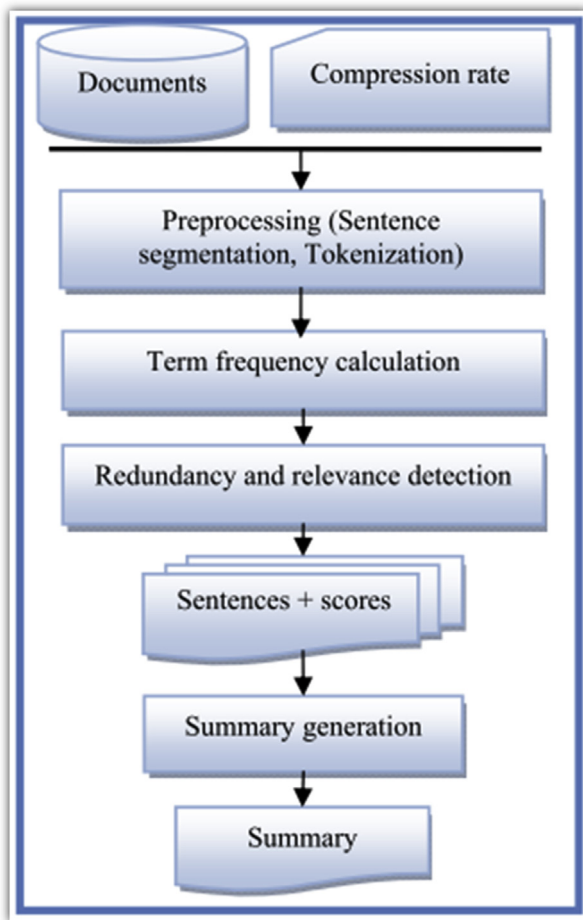 Documents
Compression rate
Preprocessing (Sentence
segmentation, Tokenization)
Term frequency calculation
Redundancy and relevance detection
Sentences + scores
Summary generation
Summary